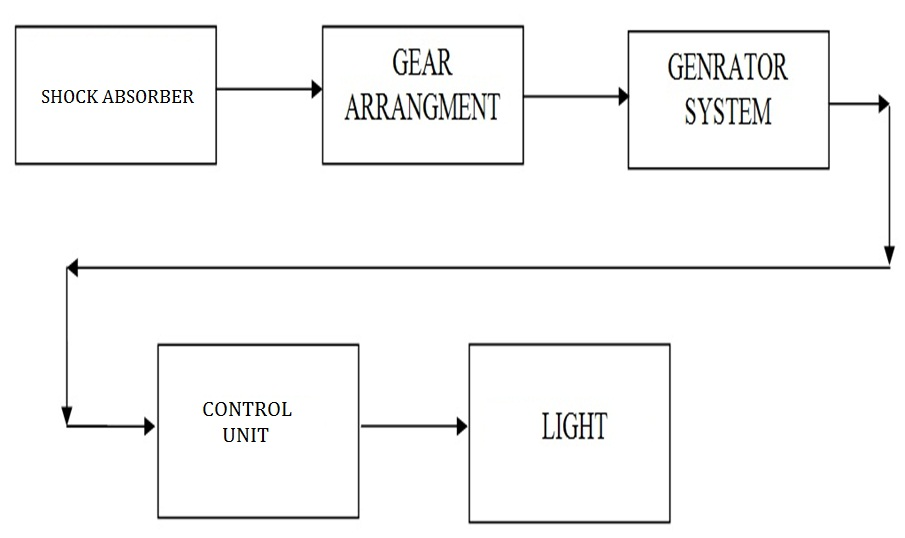 SHOCK ABSORBER
GEAR
ARRANGMENT
GENRATOR
SYSTEM
CONTROL
UNIT
LIGHT